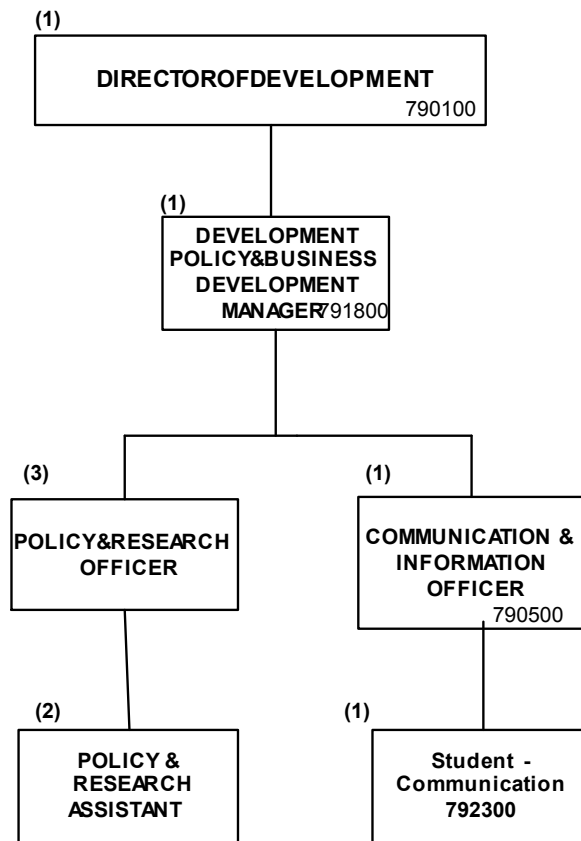 (1)
DIRECTOROFDEVELOPMENT
790100
(1)
DEVELOPMENT
POLICY&BUSINESS
DEVELOPMENT
MANAGER791800
(3)
POLICY&RESEARCH
OFFICER
(1)
COMMUNICATION &
INFORMATION
OFFICER
790500
(2)
POLICY &
RESEARCH
ASSISTANT
(1)
Student -
Communication
792300